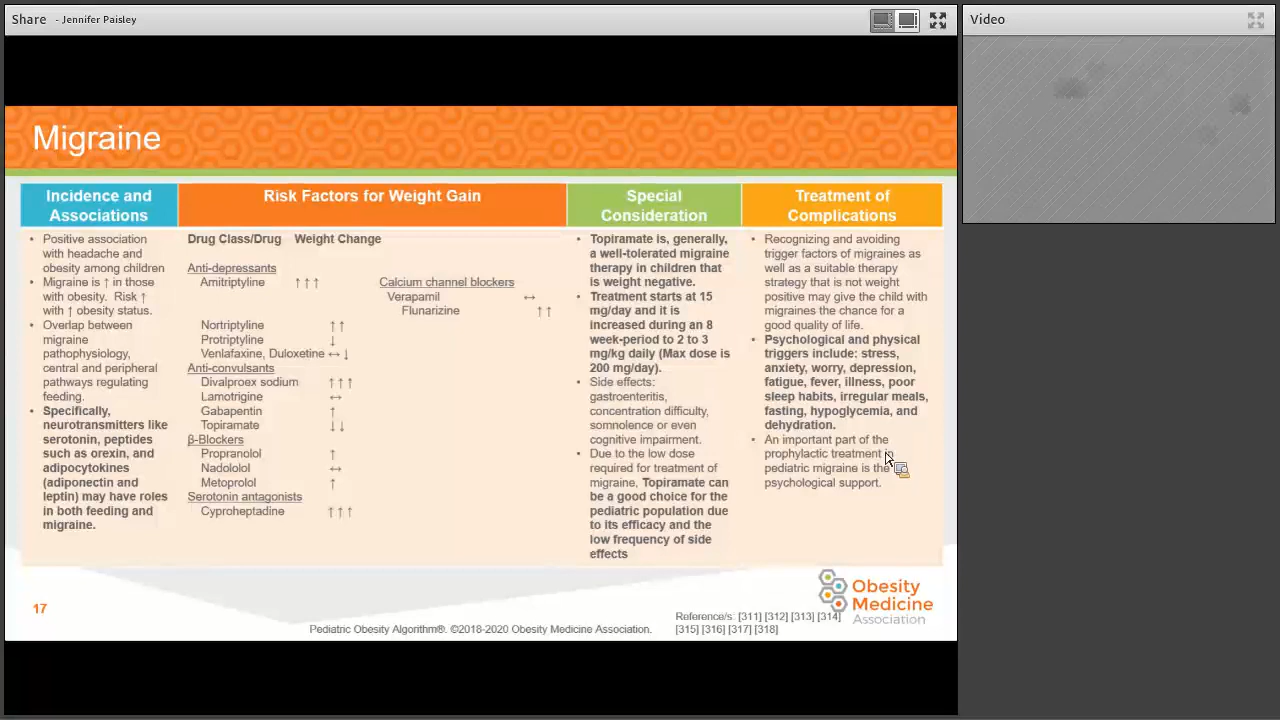 Share - Jennifer Paisley
Video
Migraine
Incidence and
Associations
Risk Factors for Weight Gain
Special
Consideration
Treatment of
Complications
• Positive association
with headache and
obesity among children
• Migraine is ↑ in those
with obesity. Risk ↑
with ↑ obesity status.
• Overlap between
migraine
pathophysiology,
central and peripheral
pathways regulating
feeding.
• Specifically,
neurotransmitters like
serotonin, peptides
such as orexin, and
adipocytokines
(adiponectin and
leptin) may have roles
in both feeding and
migraine.
Drug Class/Drug Weight Change
Anti-depressants
Amitriptyline ↑↑↑
Calcium channel blockers
Verapamil ↔
Flunarizine ↑↑
Nortriptyline ↑↑
Protriptyline ↓
Venlafaxine, Duloxetine ↔↓
Anti-convulsants
Divalproex sodium ↑↑↑
Lamotrigine ↔
Gabapentin ↑
Topiramate ↓↓
β-Blockers
Propranolol ↑
Nadololol ↔
Metoprolol ↑
Serotonin antagonists
Cyproheptadine ↑↑↑
• Topiramate is, generally,
a well-tolerated migraine
therapy in children that
is weight negative.
• Treatment starts at 15
mg/day and it is
increased during an 8
week-period to 2 to 3
mg/kg daily (Max dose is
200 mg/day).
• Side effects:
gastroenteritis,
concentration difficulty,
somnolence or even
cognitive impairment.
• Due to the low dose
required for treatment of
migraine, Topiramate can
be a good choice for the
pediatric population due
to its efficacy and the
low frequency of side
effects
• Recognizing and avoiding
trigger factors of migraines as
well as a suitable therapy
strategy that is not weight
positive may give the child with
migraines the chance for a
good quality of life.
• Psychological and physical
triggers include: stress,
anxiety, worry, depression,
fatigue, fever, illness, poor
sleep habits, irregular meals,
fasting, hypoglycemia, and
dehydration.
• An important part of the
prophylactic treatment in
pediatric migraine is the
psychological support.
17
Pediatric Obesity Algorithm®. ©2018-2020 Obesity Medicine Association.
Reference/s: [311] [312] [313] [314]
[315] [316] [317] [318]
Obesity
Medicine
Association